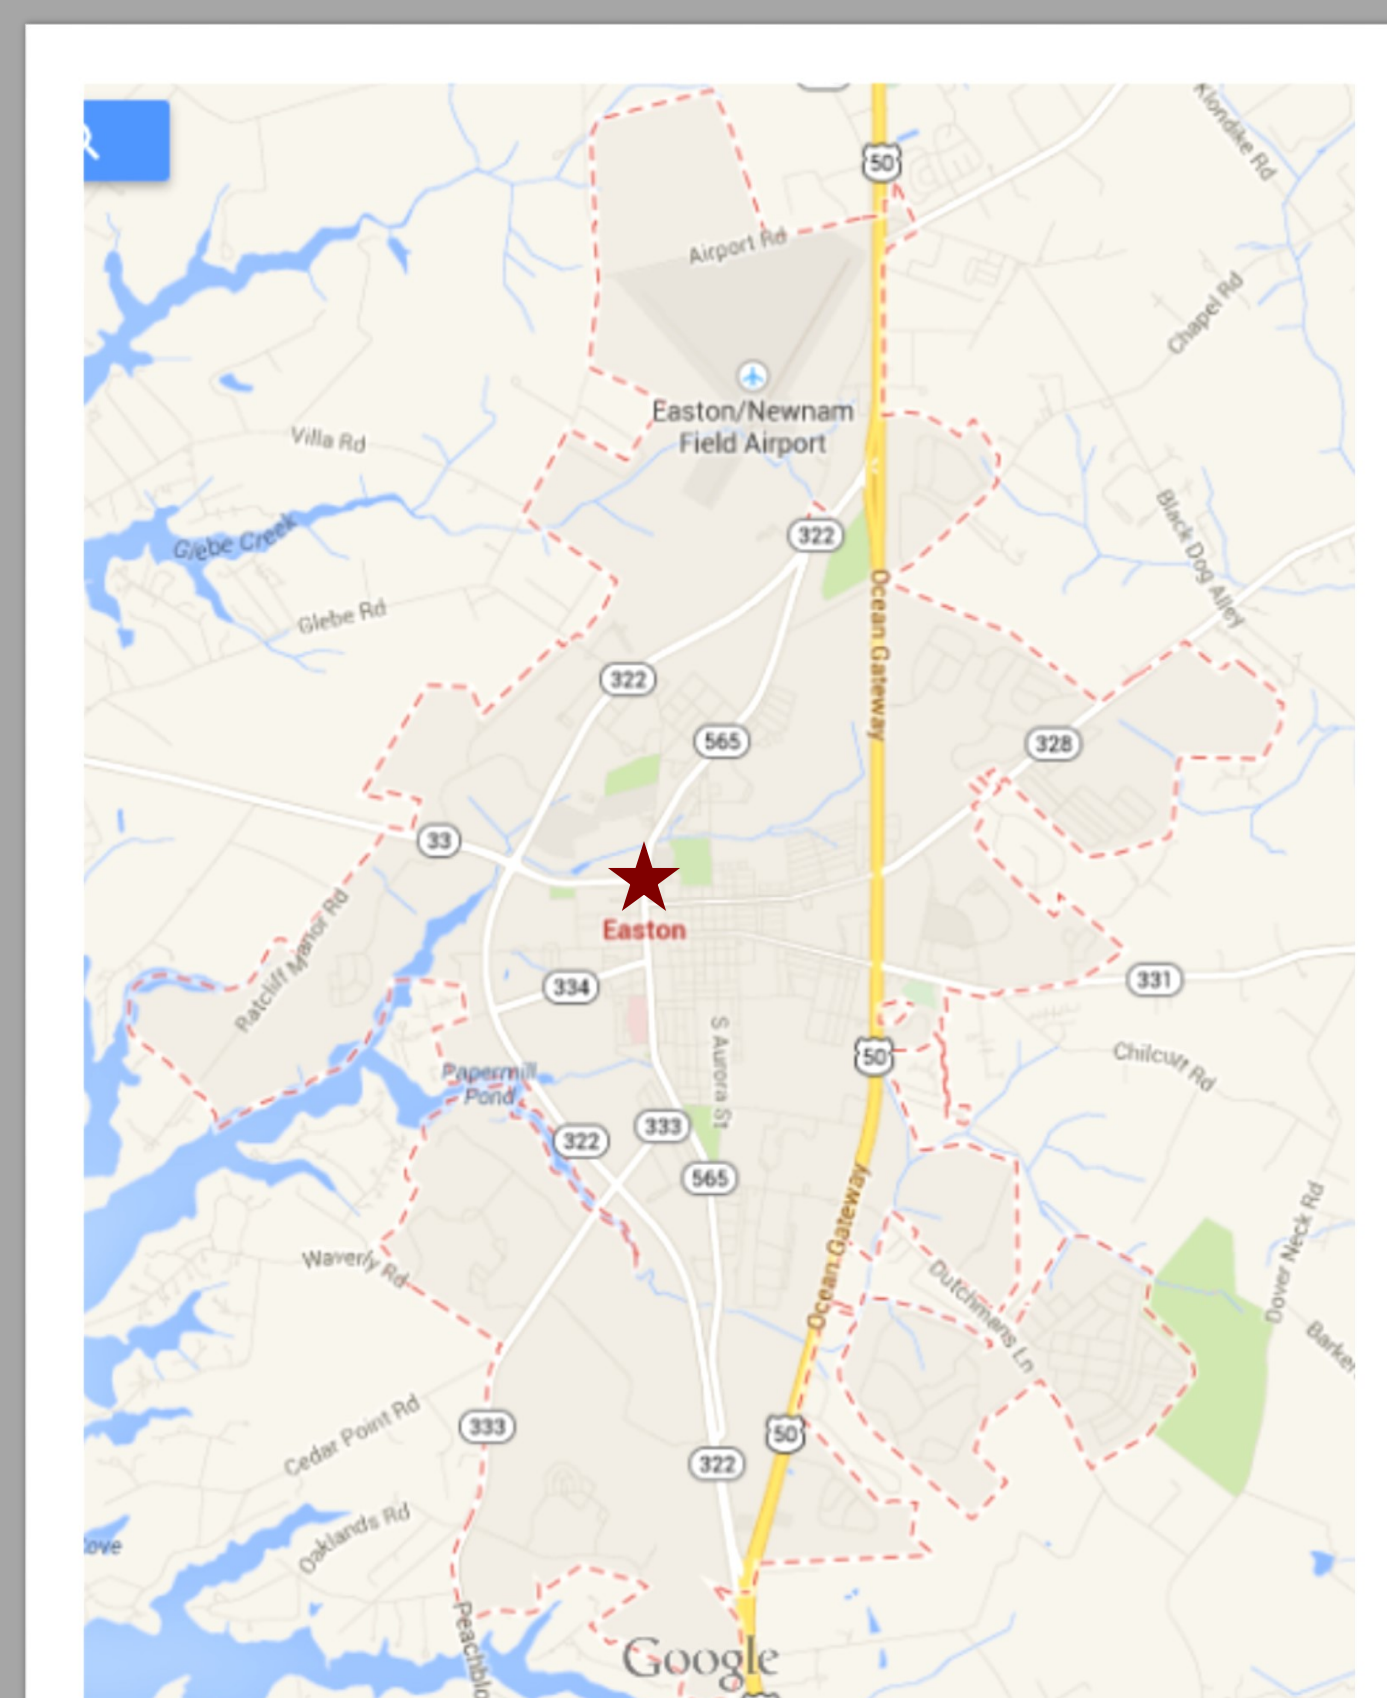 Klondike Rd
50
Airport Rd
Chapel Rd
Easton/Newnam
Field Airport
Villa Rd
Black Dog Alley
Glebe Creek
322
Ocean Gateway
Glebe Rd
322
565
328
33
Easton
Ratcliff Manor Rd
334
331
S Aurora St
50
Chilcutt Rd
Papermill
Pond
322
333
565
Ocean Gateway
Dover Neck Rd
Waverly Rd
Dutchmans Ln
Barker
333
Cedar Point Rd
50
322
Oaklands Rd
ove
Peachblo
Google